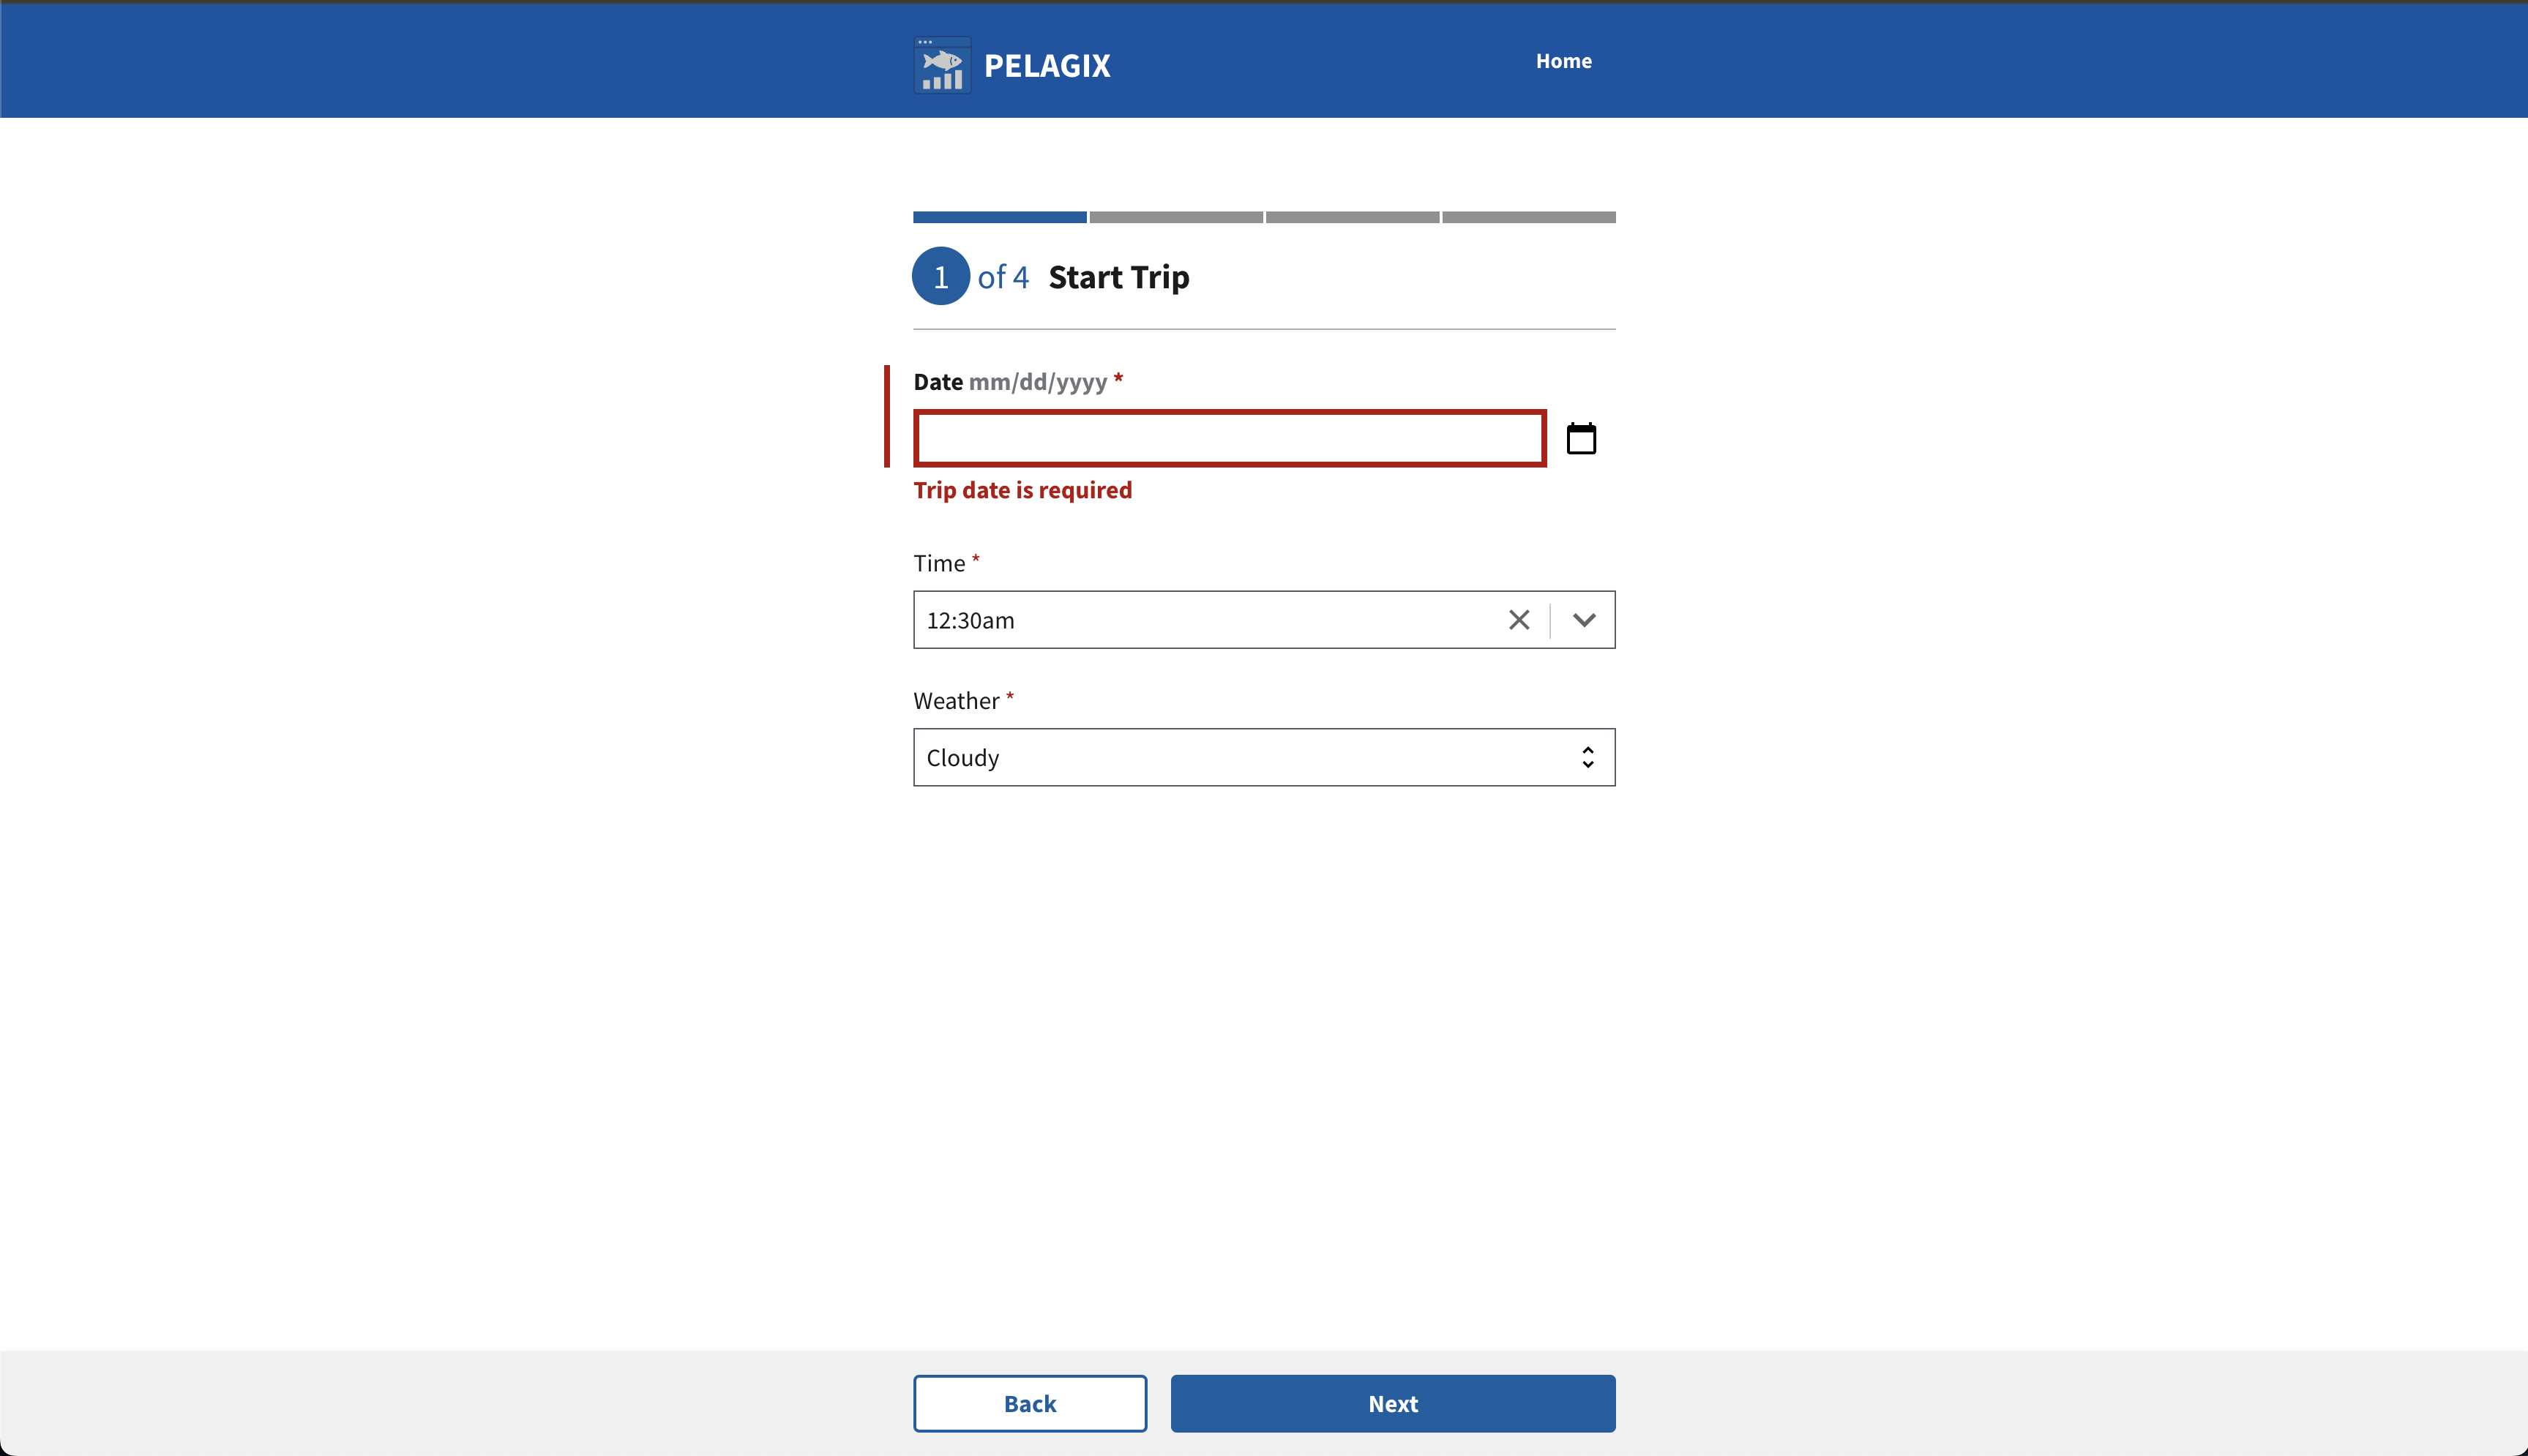 PELAGIX
Home
1 of 4 Start Trip
Date mm/dd/yyyy *
Trip date is required
Time *
12:30am
Weather *
Cloudy
Back
Next